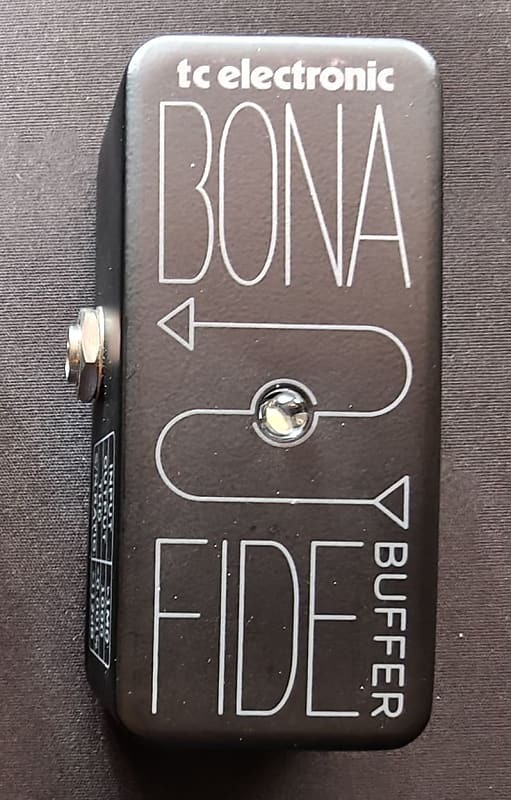 tc electronic
BONA
FIDE
BUFFER